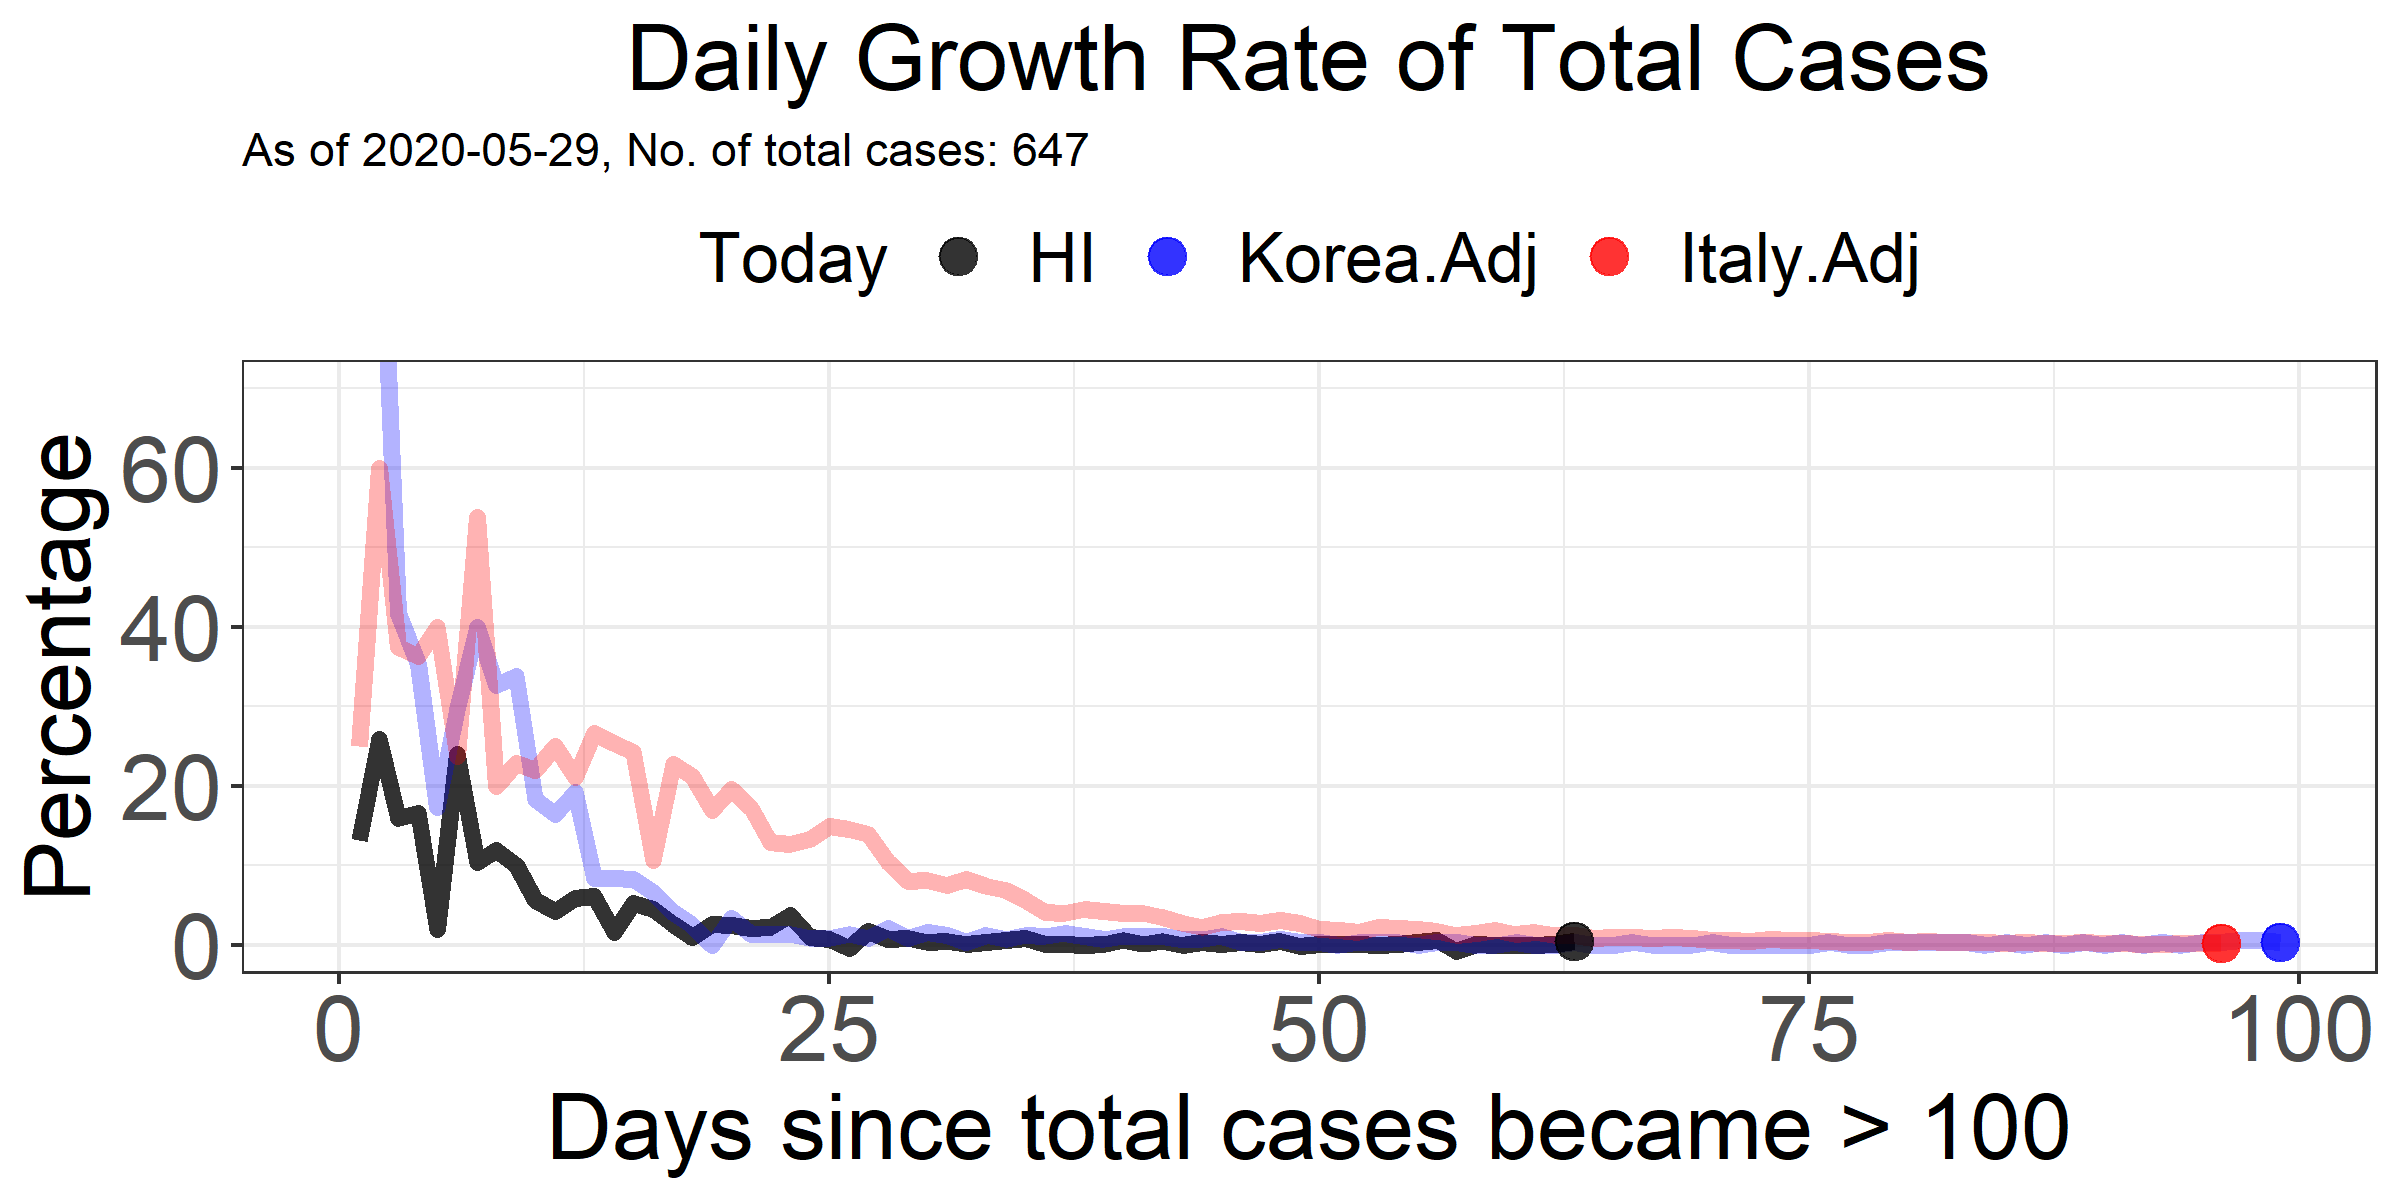 Daily Growth Rate of Total Cases
As of 2020-05-29, No. of total cases: 647
Today HI Korea.Adj Italy.Adj
Percentage
60
40
20
0
0 25 50 75 100
Days since total cases became > 100